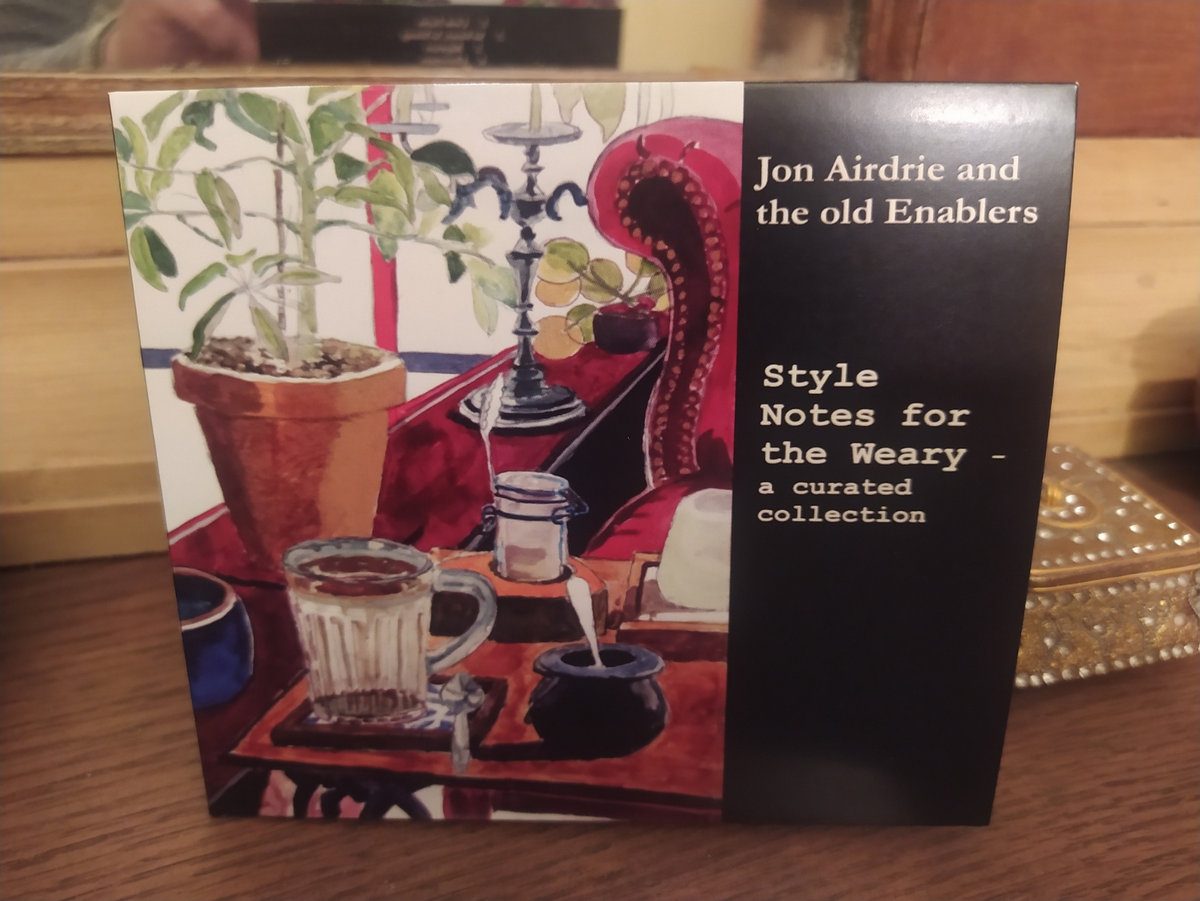 Jon Airdrie and
the old Enablers
Style
Notes for
the Weary -
a curated
collection